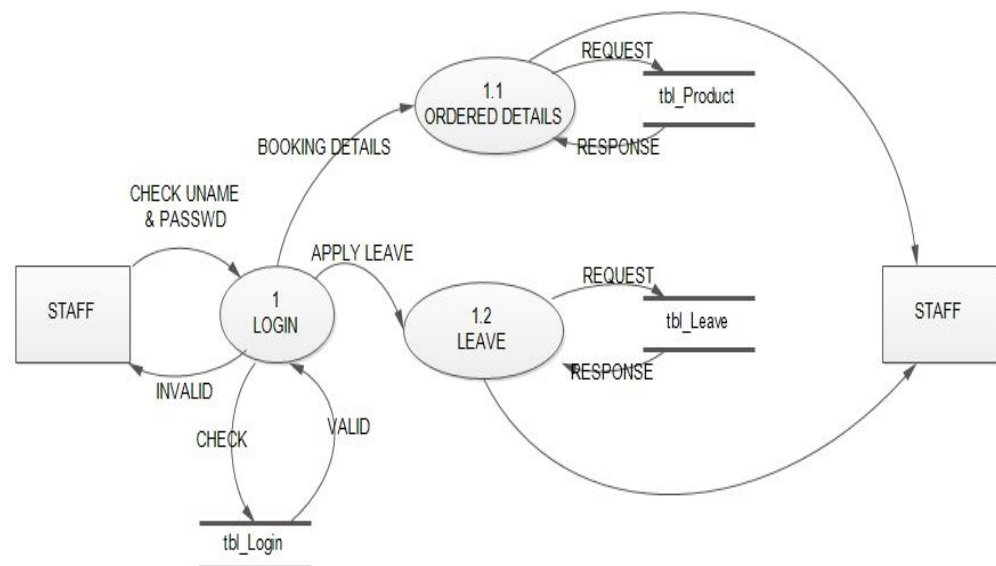 1.1
ORDERED DETAILS
REQUEST
tbl_Product
RESPONSE
BOOKING DETAILS
CHECK UNAME
& PASSWD
APPLY LEAVE
STAFF
1
LOGIN
1.2
LEAVE
REQUEST
tbl_Leave
RESPONSE
STAFF
INVALID
CHECK
VALID
tbl_Login